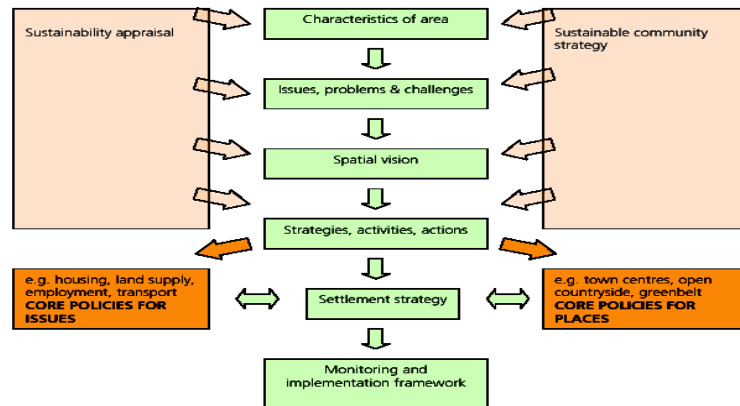 Sustainability appraisal
Characteristics of area
Sustainable community
strategy
Issues, problems & challenges
Spatial vision
Strategies, activities, actions
e.g. housing, land supply,
employment, transport
CORE POLICIES FOR
ISSUES
Settlement strategy
e.g. town centres, open
countryside, greenbelt
CORE POLICIES FOR
PLACES
Monitoring and
implementation framework